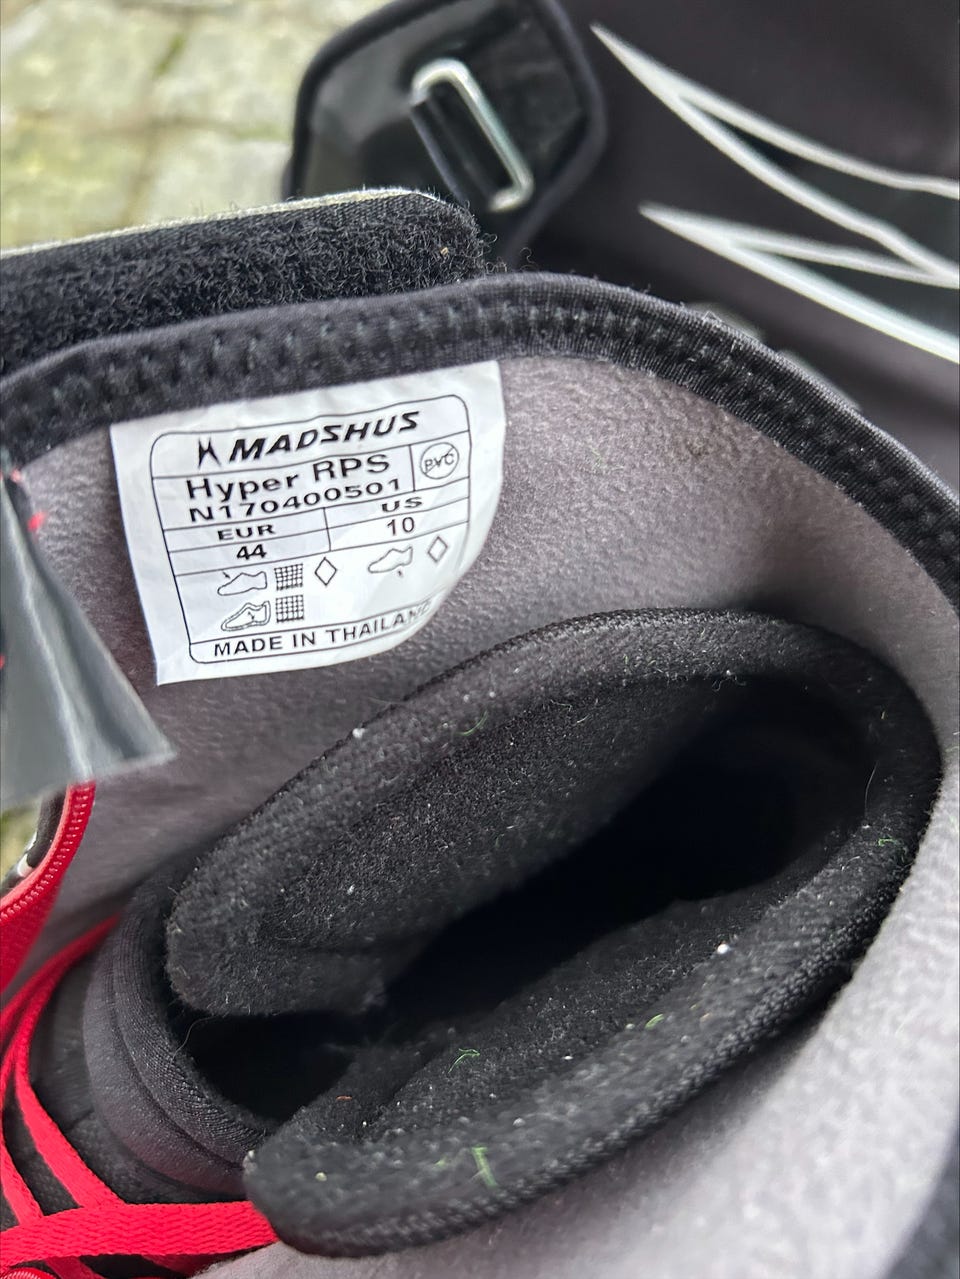 MADSHUS
Hyper RPS
PVC
N170400501
EUR US
44 10
MADE IN THAILAND